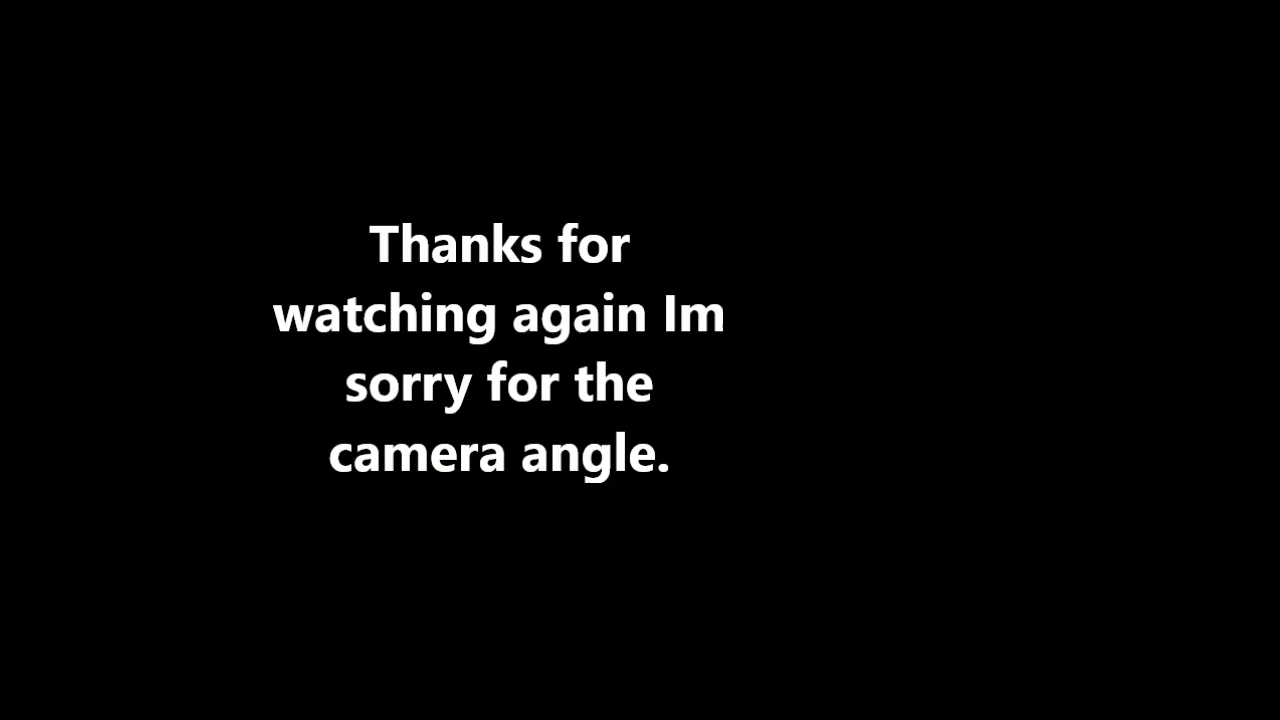 Thanks for
watching again Im
sorry for the
camera angle.